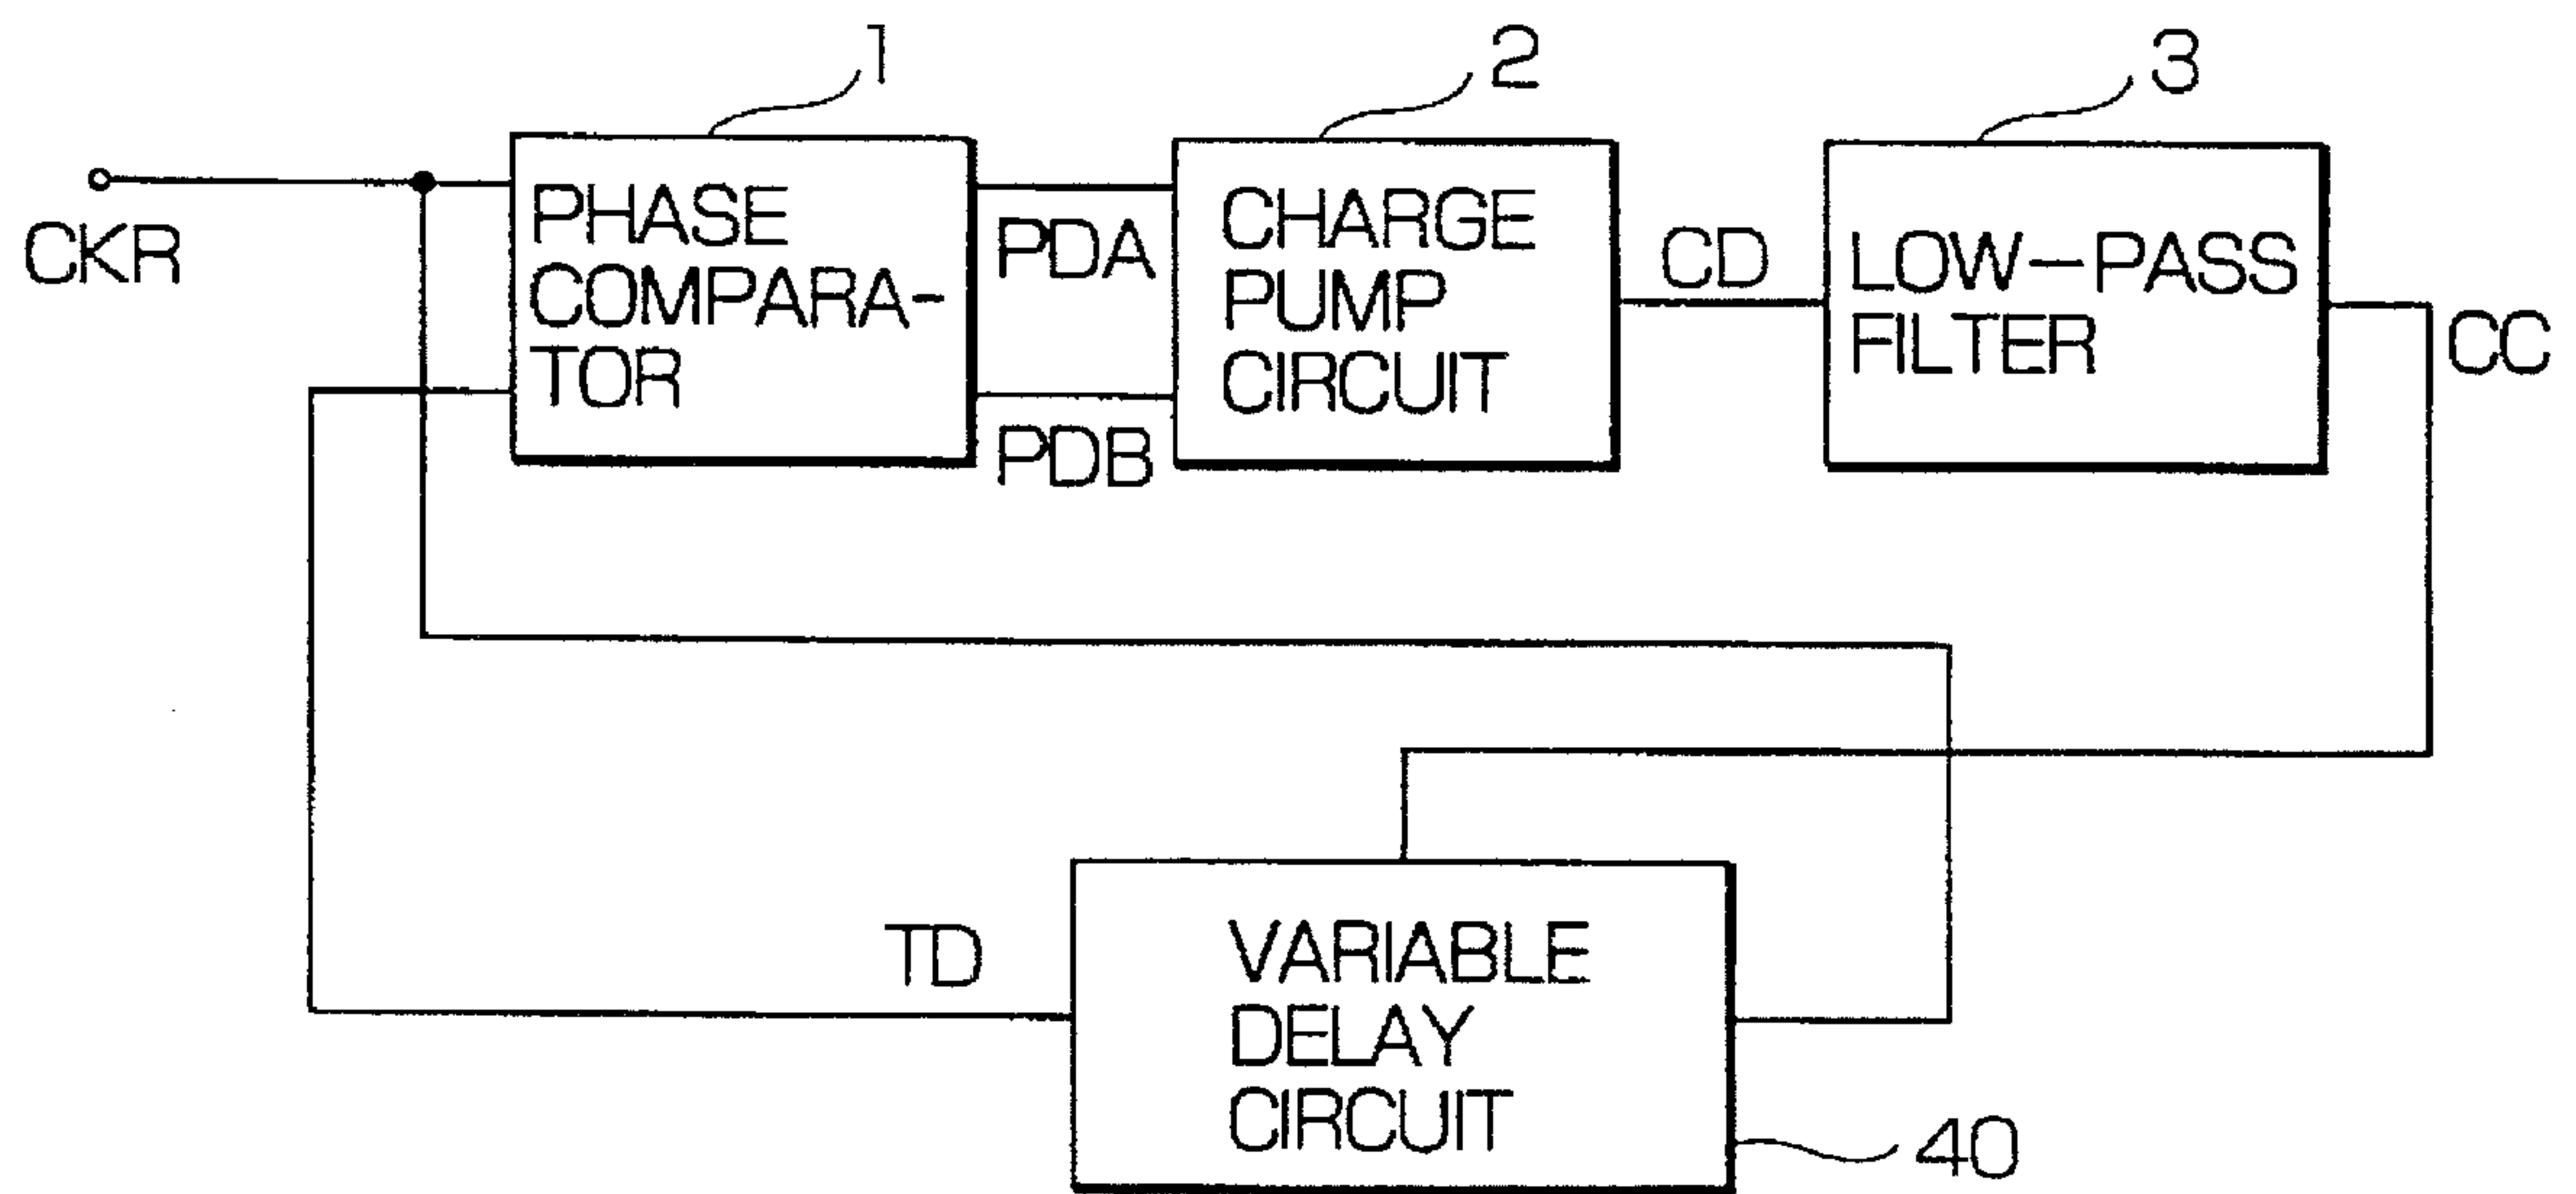 1
2
3
CKR
PHASE
COMPARA-
TOR
PDA
PDB
CHARGE
PUMP
CIRCUIT
CD
LOW-PASS
FILTER
CC
TD
VARIABLE
DELAY
CIRCUIT
40